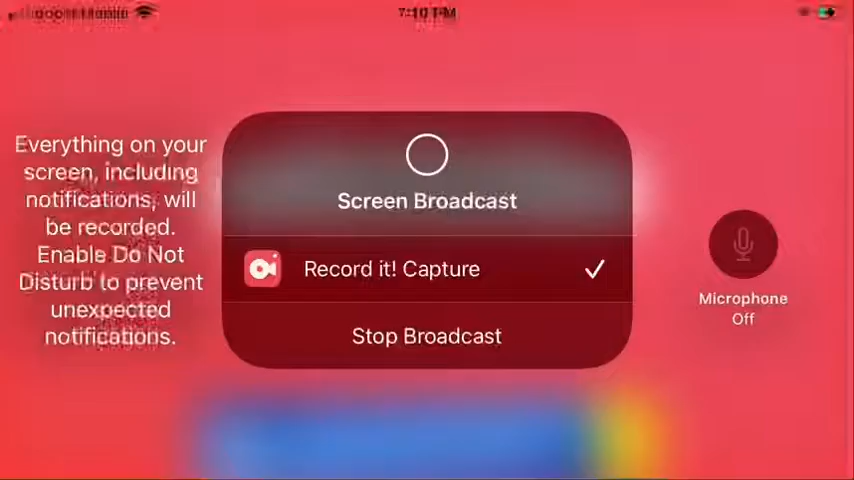 7:10 PM
Everything on your
screen, including
notifications, will
be recorded.
Enable Do Not
Disturb to prevent
unexpected
notifications.
Screen Broadcast
Record it! Capture
Stop Broadcast
Microphone
Off